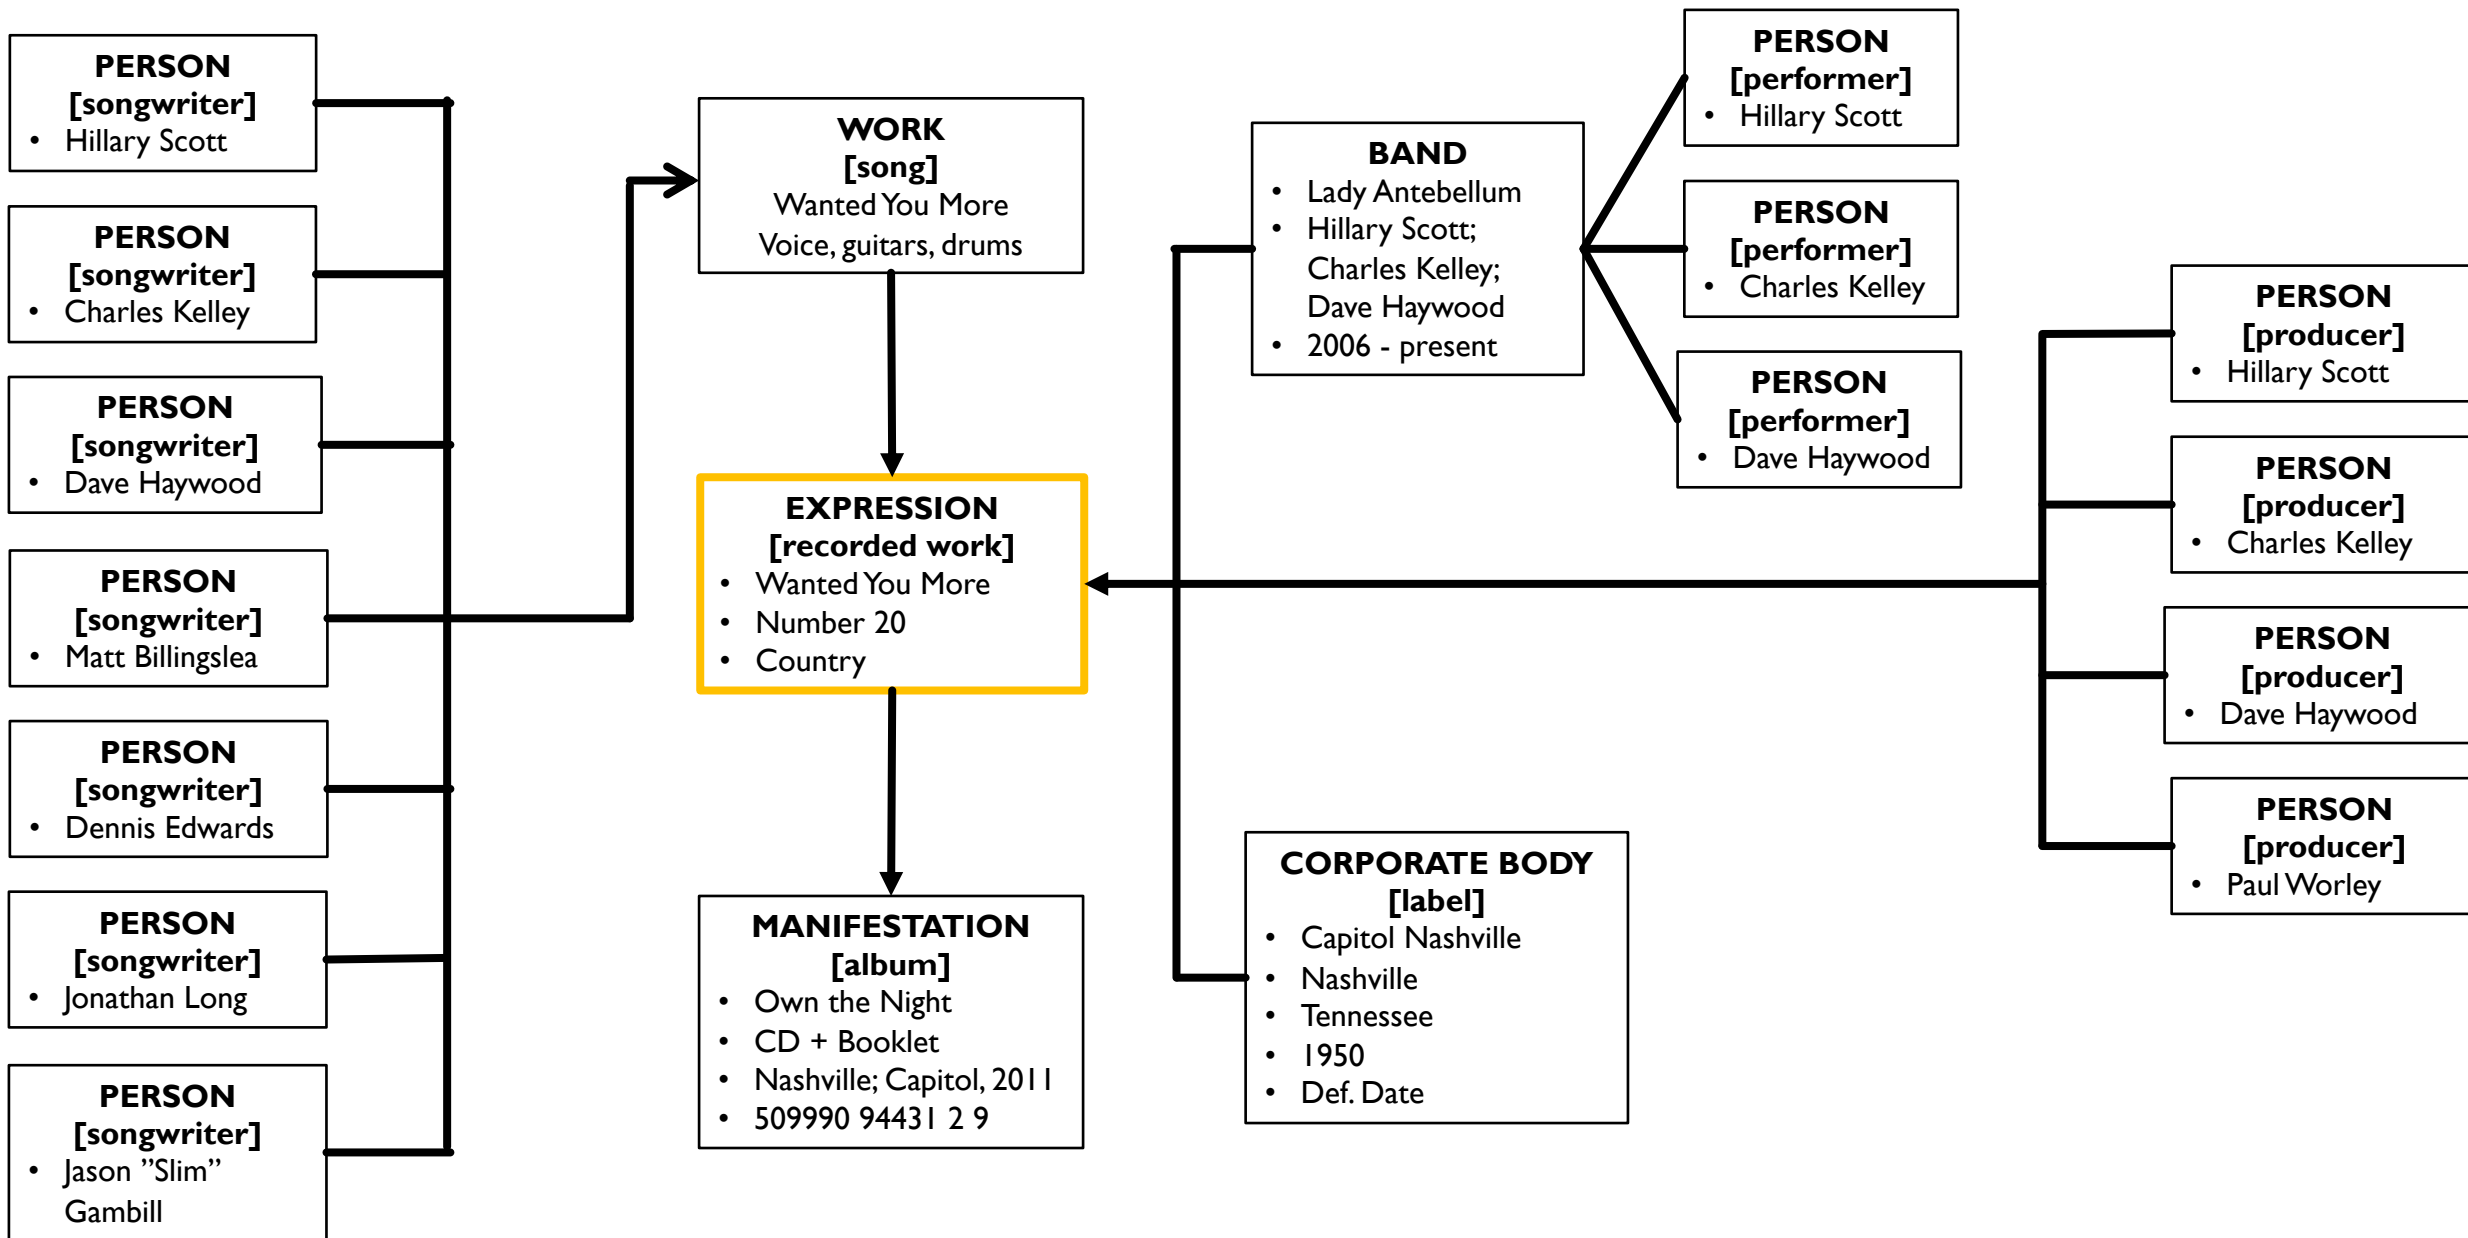 PERSON
[songwriter]
• Hillary Scott
PERSON
[songwriter]
• Charles Kelley
PERSON
[songwriter]
• Dave Haywood
PERSON
[songwriter]
• Matt Billingslea
PERSON
[songwriter]
• Dennis Edwards
PERSON
[songwriter]
• Jonathan Long
PERSON
[songwriter]
• Jason ”Slim”
Gambill
WORK
[song]
Wanted You More
Voice, guitars, drums
EXPRESSION
[recorded work]
• Wanted You More
• Number 20
• Country
MANIFESTATION
[album]
• Own the Night
• CD + Booklet
• Nashville; Capitol, 2011
• 509990 94431 2 9
BAND
• Lady Antebellum
• Hillary Scott;
Charles Kelley;
Dave Haywood
• 2006 - present
CORPORATE BODY
[label]
• Capitol Nashville
• Nashville
• Tennessee
• 1950
• Def. Date
PERSON
[performer]
• Hillary Scott
PERSON
[performer]
• Charles Kelley
PERSON
[performer]
• Dave Haywood
PERSON
[producer]
• Hillary Scott
PERSON
[producer]
• Charles Kelley
PERSON
[producer]
• Dave Haywood
PERSON
[producer]
• Paul Worley